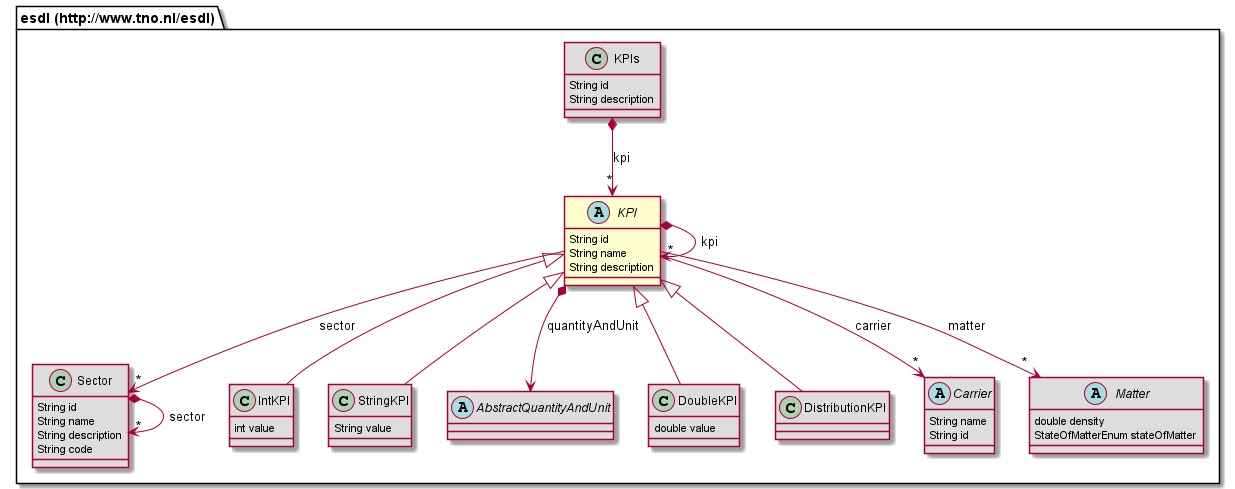 esdl (http://www.tno.nl/esdl)
C KPIs
String id
String description
kpi
*
A KPI
String id
String name
String description
kpi
*
sector
quantityAndUnit
carrier
matter
*
*
*
C Sector
String id
String name
String description
String code
sector
*
C IntKPI
int value
C StringKPI
String value
A AbstractQuantityAndUnit
C DoubleKPI
double value
C DistributionKPI
A Carrier
String name
String id
A Matter
double density
StateOfMatterEnum stateOfMatter